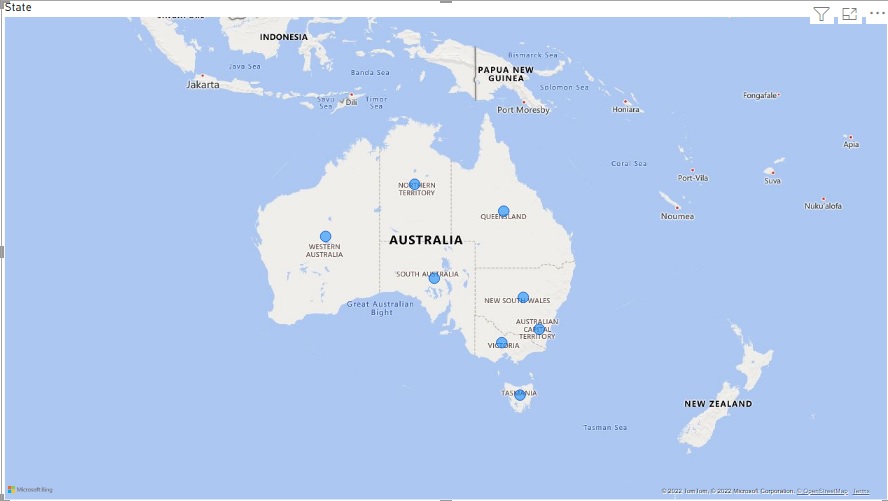 State
INDONESIA
Java Sea
Jakarta
Banda Sea
Savu
Sea
Dili
Timor
Sea
PAPUA NEW
GUINEA
Bismarck Sea
Solomon Sea
Port Moresby
Honiara
Fongafale
Apia
Coral Sea
Port-Vila
Suva
Nuku'alofa
Noumea
NORTHERN
TERRITORY
QUEENSLAND
WESTERN
AUSTRALIA
AUSTRALIA
SOUTH AUSTRALIA
Great Australian
Bight
NEW SOUTH WALES
AUSTRALIAN
CAPITAL
TERRITORY
VICTORIA
TASMANIA
NEW ZEALAND
Tasman Sea
Microsoft Bing
© 2022 TomTom, © 2022 Microsoft Corporation, © OpenStreetMap Terms